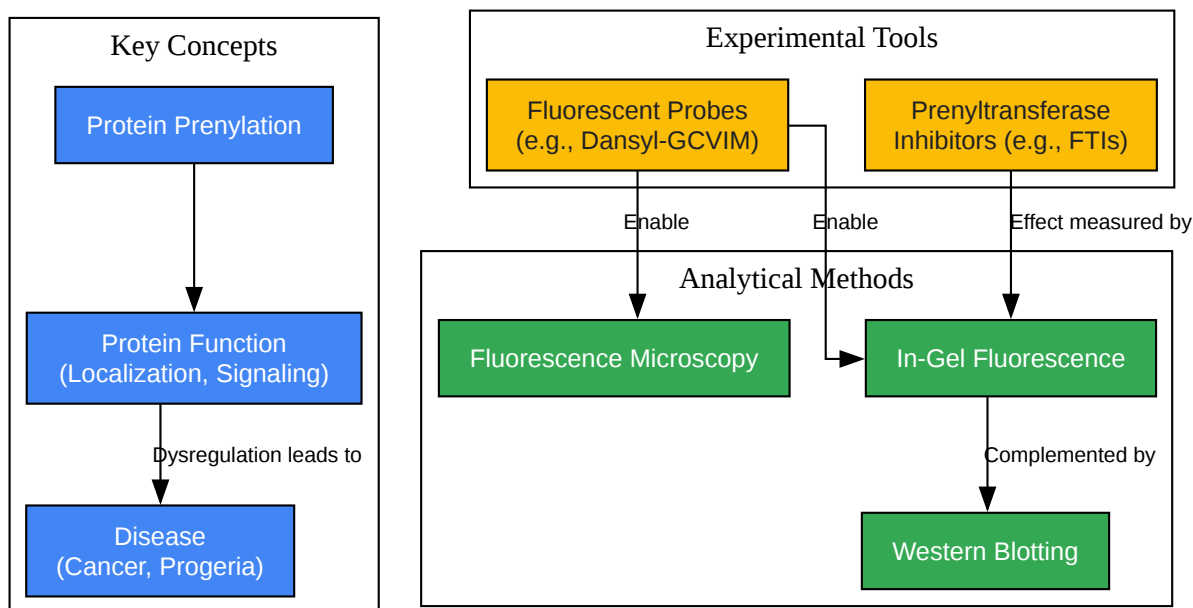 Key Concepts
Protein Prenylation
Protein Function
(Localization, Signaling)
Dysregulation leads to
Disease
(Cancer, Progeria)
Experimental Tools
Fluorescent Probes
(e.g., Dansyl-GCVIM)
Prenyltransferase
Inhibitors (e.g., FTIs)
Enable
Enable
Effect measured by
Analytical Methods
Fluorescence Microscopy
In-Gel Fluorescence
Complemented by
Western Blotting